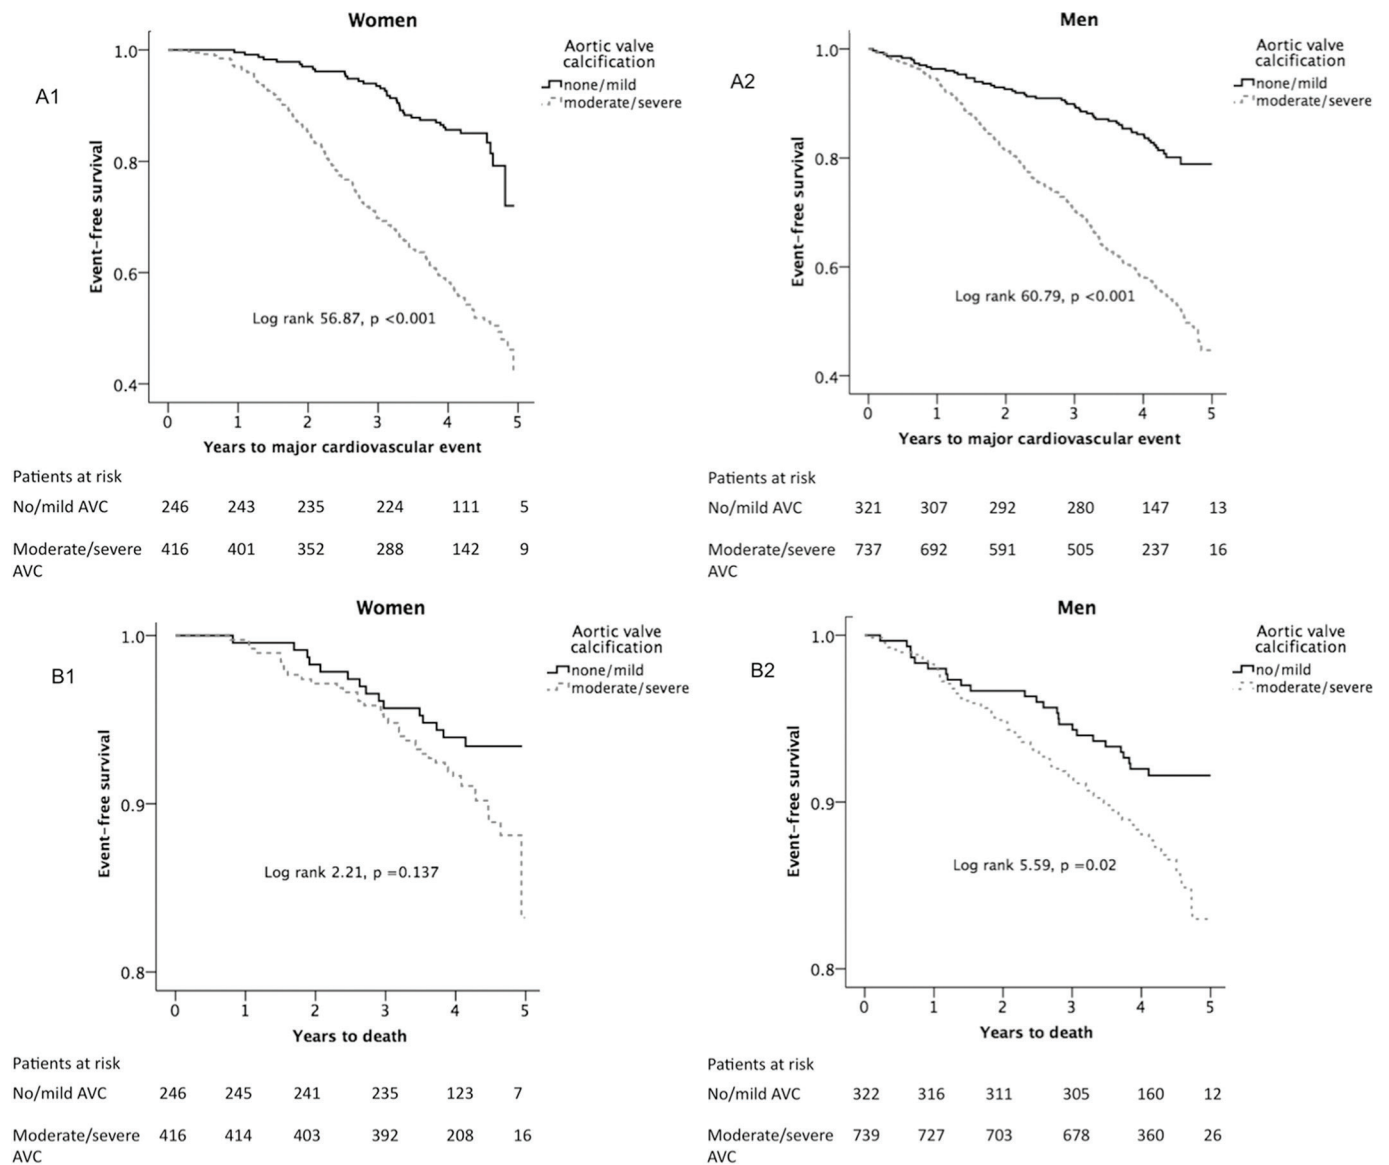 Women
A1
Aortic valve
calcification
none/mild
moderate/severe
Event-free survival
1.0
0.8
0.6
0.4
Log rank 56.87, p <0.001
0 1 2 3 4 5
Years to major cardiovascular event
Patients at risk
No/mild AVC 246 243 235 224 111 5
Moderate/severe 416 401 352 288 142 9
AVC
Men
A2
Aortic valve
calcification
none/mild
moderate/severe
Event-free survival
1.0
0.8
0.6
0.4
Log rank 60.79, p <0.001
0 1 2 3 4 5
Years to major cardiovascular event
Patients at risk
No/mild AVC 321 307 292 280 147 13
Moderate/severe 737 692 591 505 237 16
AVC
Women
B1
Aortic valve
calcification
none/mild
moderate/severe
Event-free survival
1.0
0.9
0.8
Log rank 2.21, p =0.137
0 1 2 3 4 5
Years to death
Patients at risk
No/mild AVC 246 245 241 235 123 7
Moderate/severe 416 414 403 392 208 16
AVC
Men
B2
Aortic valve
calcification
no/mild
moderate/severe
Event-free survival
1.0
0.9
0.8
Log rank 5.59, p =0.02
0 1 2 3 4 5
Years to death
Patients at risk
No/mild AVC 322 316 311 305 160 12
Moderate/severe 739 727 703 678 360 26
AVC